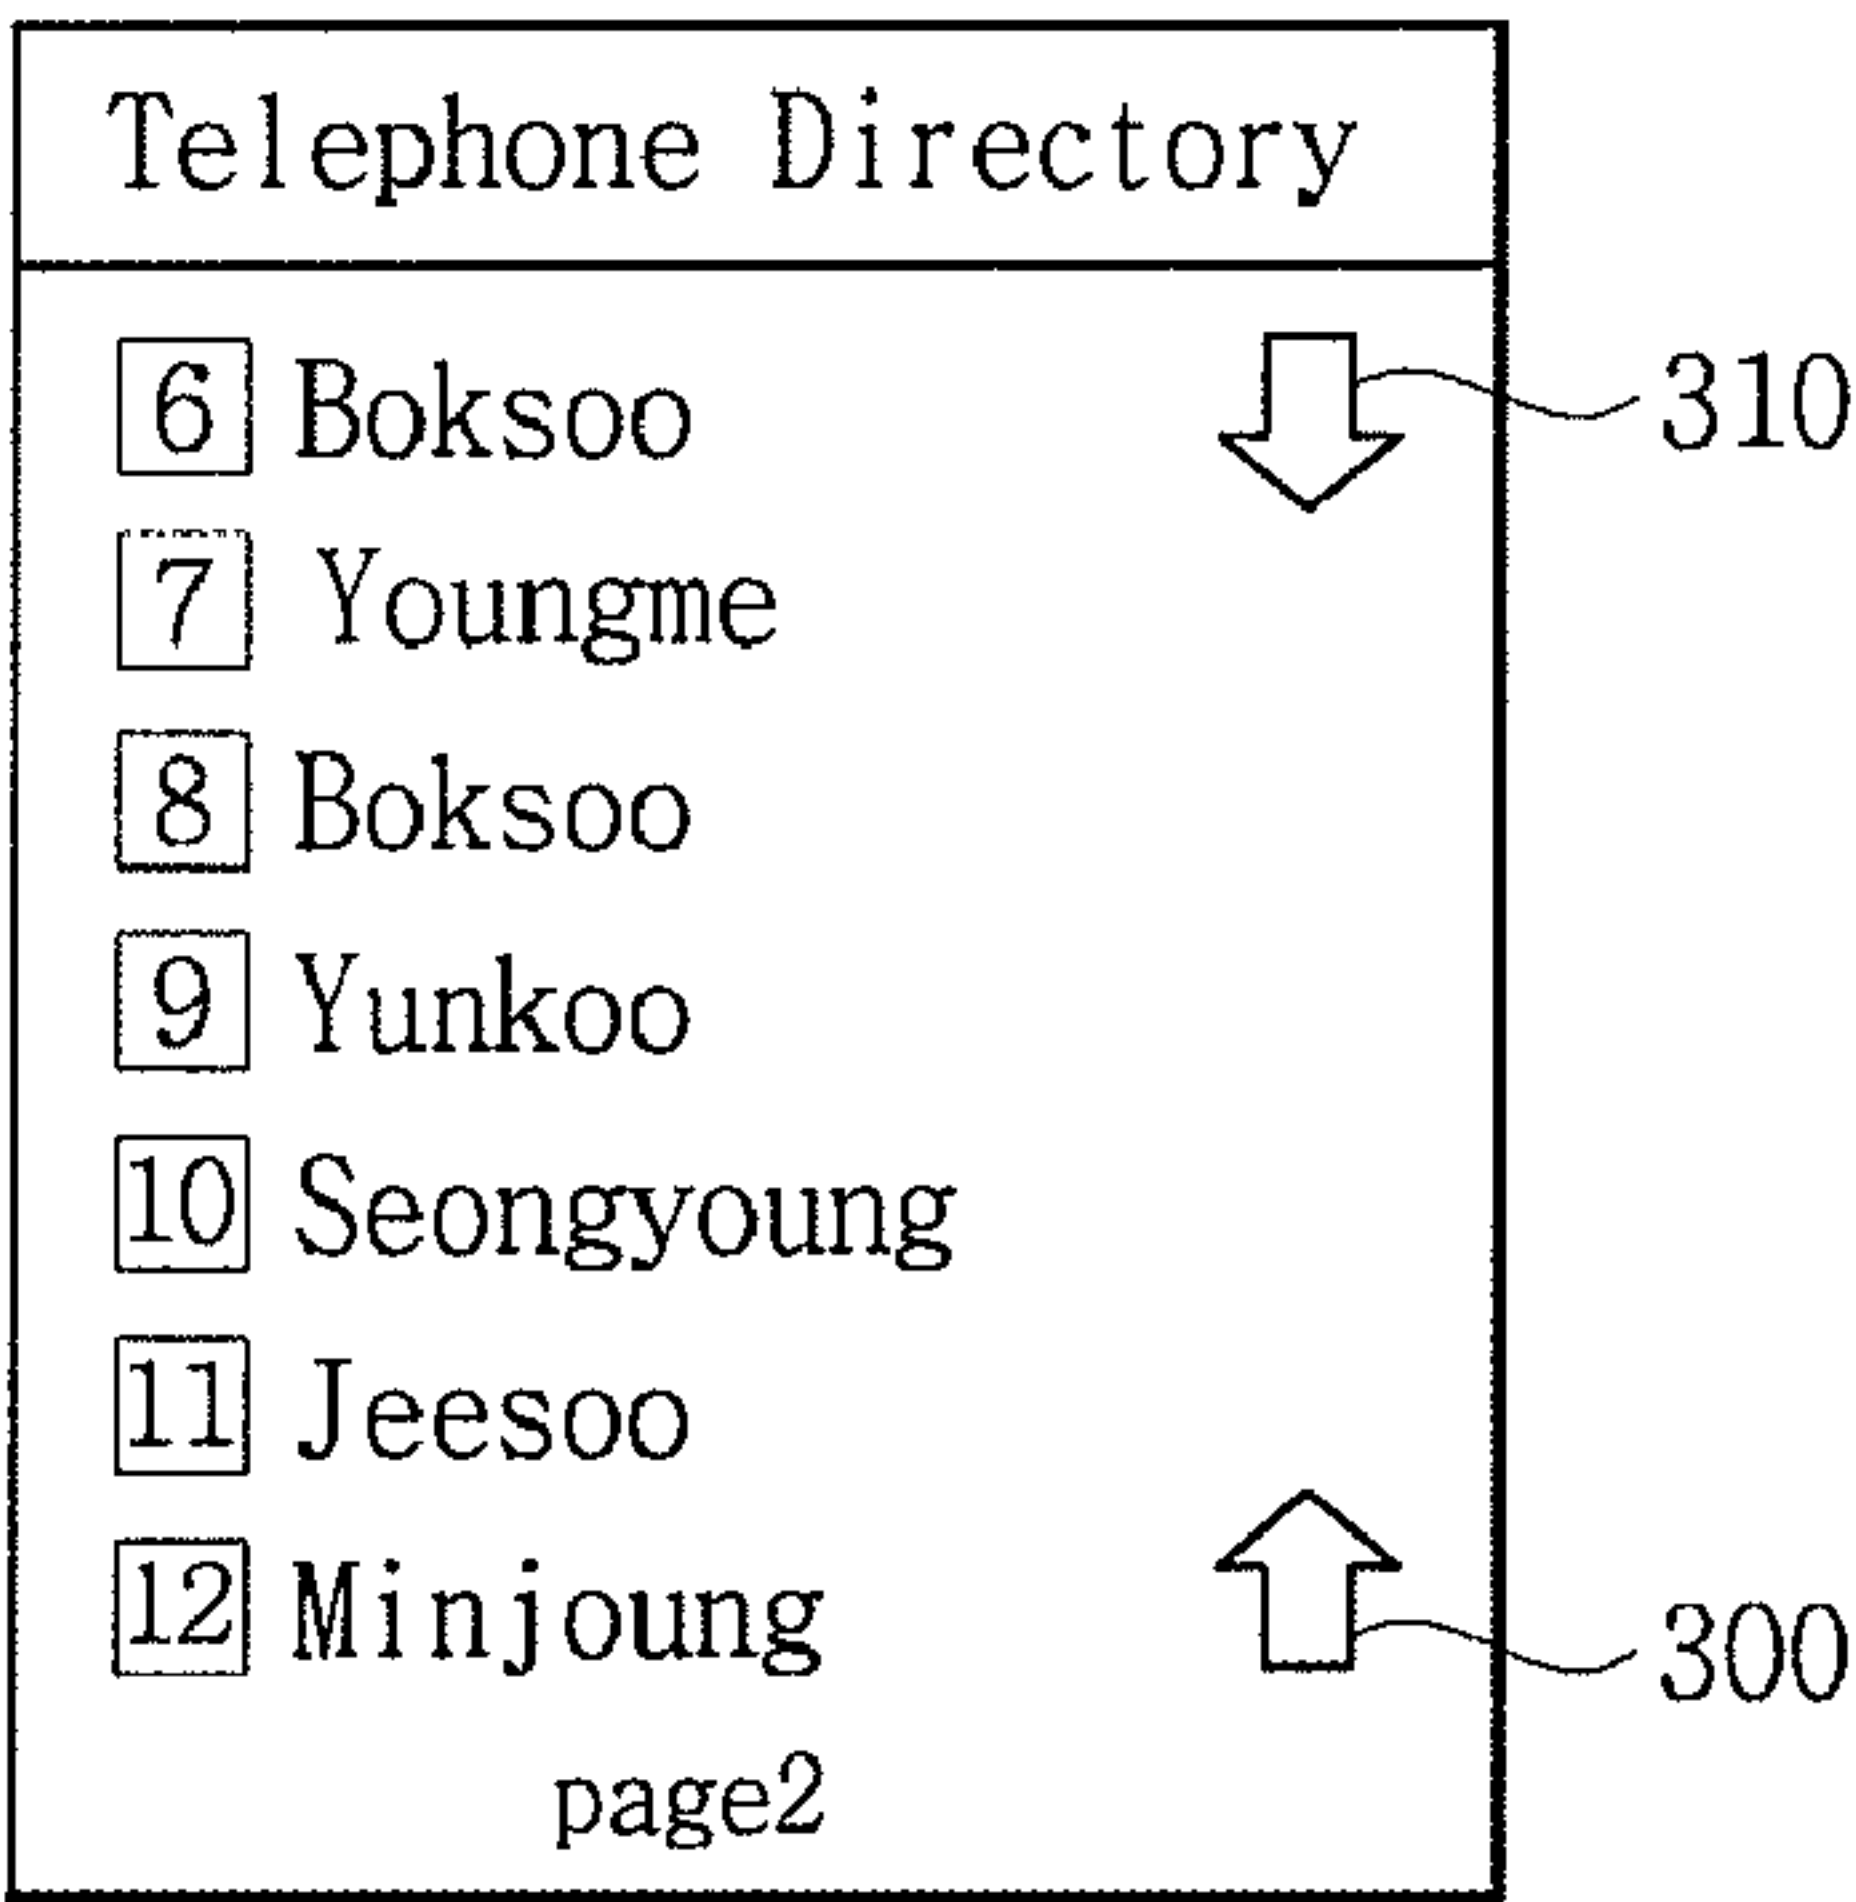 Telephone Directory
6 Boksoo
310
7 Youngme
8 Boksoo
9 Yunkoo
10 Seongyoung
11 Jeesoo
12 Minjoung
300
page2